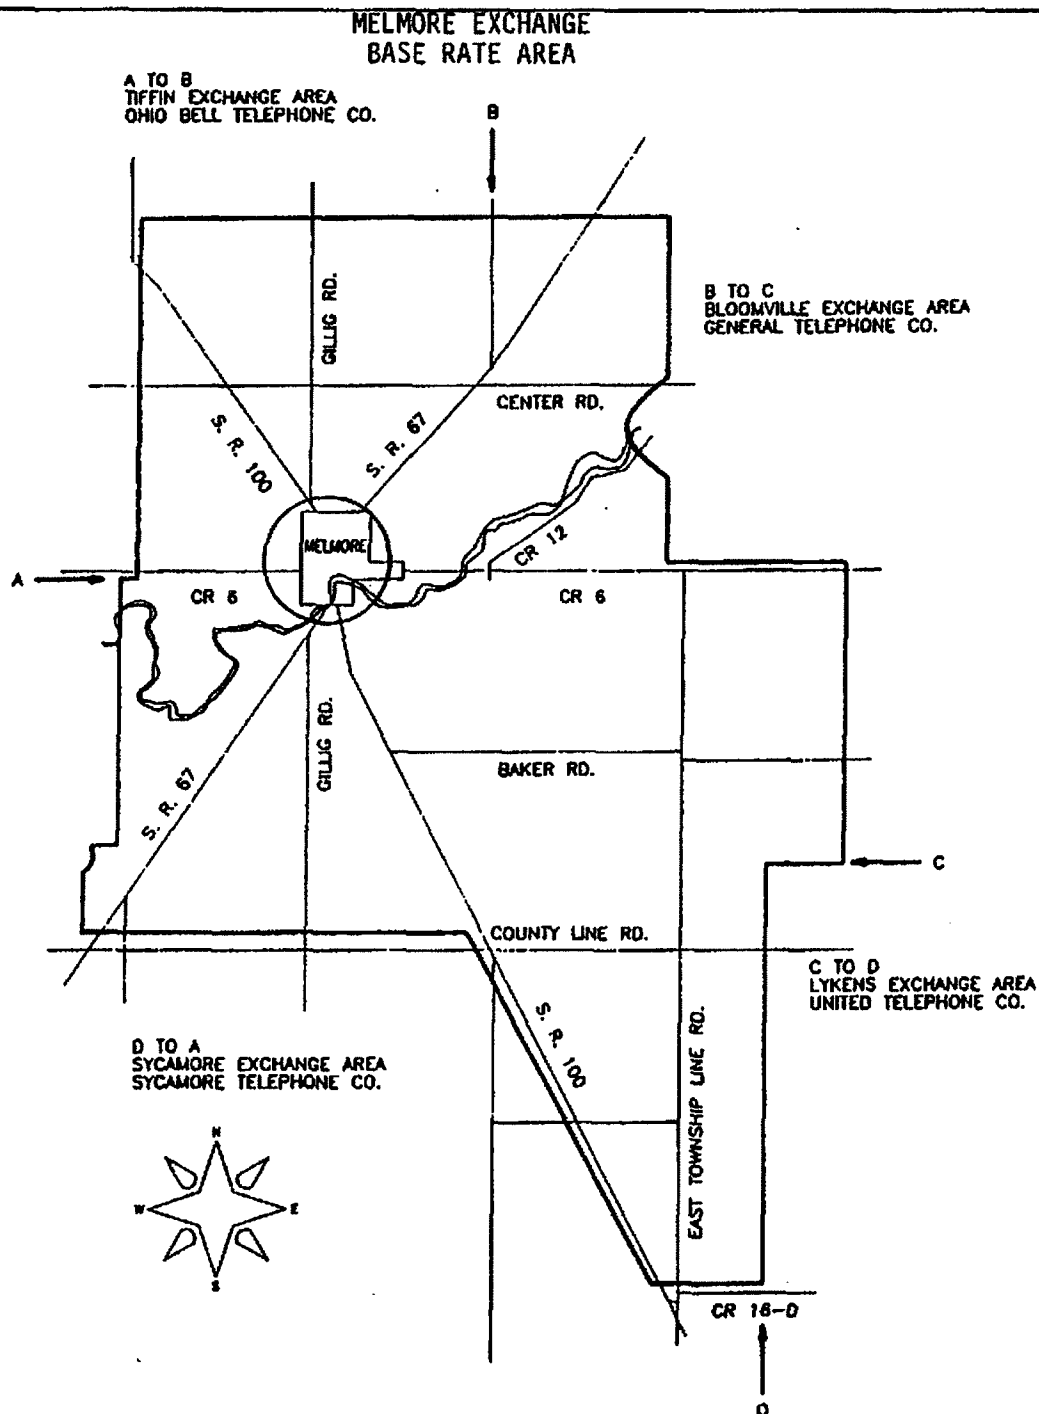 MELMORE EXCHANGE
BASE RATE AREA
A TO B
TIFFIN EXCHANGE AREA
OHIO BELL TELEPHONE CO.
B
B TO C
BLOOMVILLE EXCHANGE AREA
GENERAL TELEPHONE CO.
GILLIG RD.
CENTER RD.
S. R. 100
S. R. 67
MELMORE
CR 12
A
CR 6
CR 6
GILLIG RD.
BAKER RD.
S. R. 67
C
COUNTY LINE RD.
C TO D
LYKENS EXCHANGE AREA
UNITED TELEPHONE CO.
S. R. 100
EAST TOWNSHIP LINE RD.
D TO A
SYCAMORE EXCHANGE AREA
SYCAMORE TELEPHONE CO.
N
W
E
S
CR 16-D
D